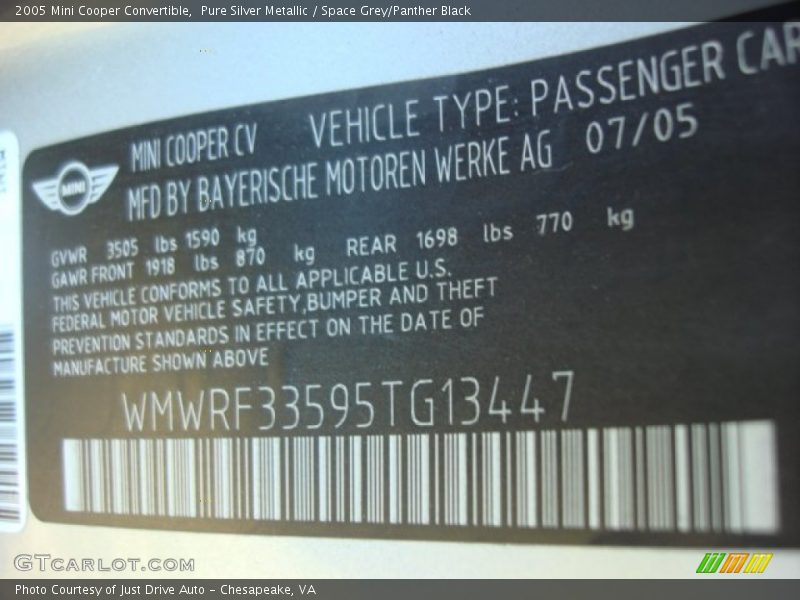 2005 Mini Cooper Convertible, Pure Silver Metallic / Space Grey/Panther Black
MINI COOPER CV VEHICLE TYPE: PASSENGER CAR
MINI
MFD BY BAYERISCHE MOTOREN WERKE AG 07/05
GVWR 3505 lbs 1590 kg
GAWR FRONT 1918 lbs 870 kg REAR 1698 lbs 770 kg
THIS VEHICLE CONFORMS TO ALL APPLICABLE U.S.
FEDERAL MOTOR VEHICLE SAFETY,BUMPER AND THEFT
PREVENTION STANDARDS IN EFFECT ON THE DATE OF
MANUFACTURE SHOWN ABOVE
WMWRF33595TG13447
GTCARLOT.COM
Photo Courtesy of Just Drive Auto - Chesapeake, VA